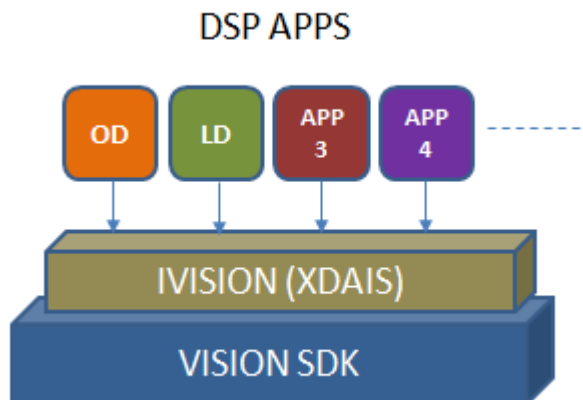 DSP APPS
OD
LD
APP
3
APP
4
IVISION (XDAIS)
VISION SDK